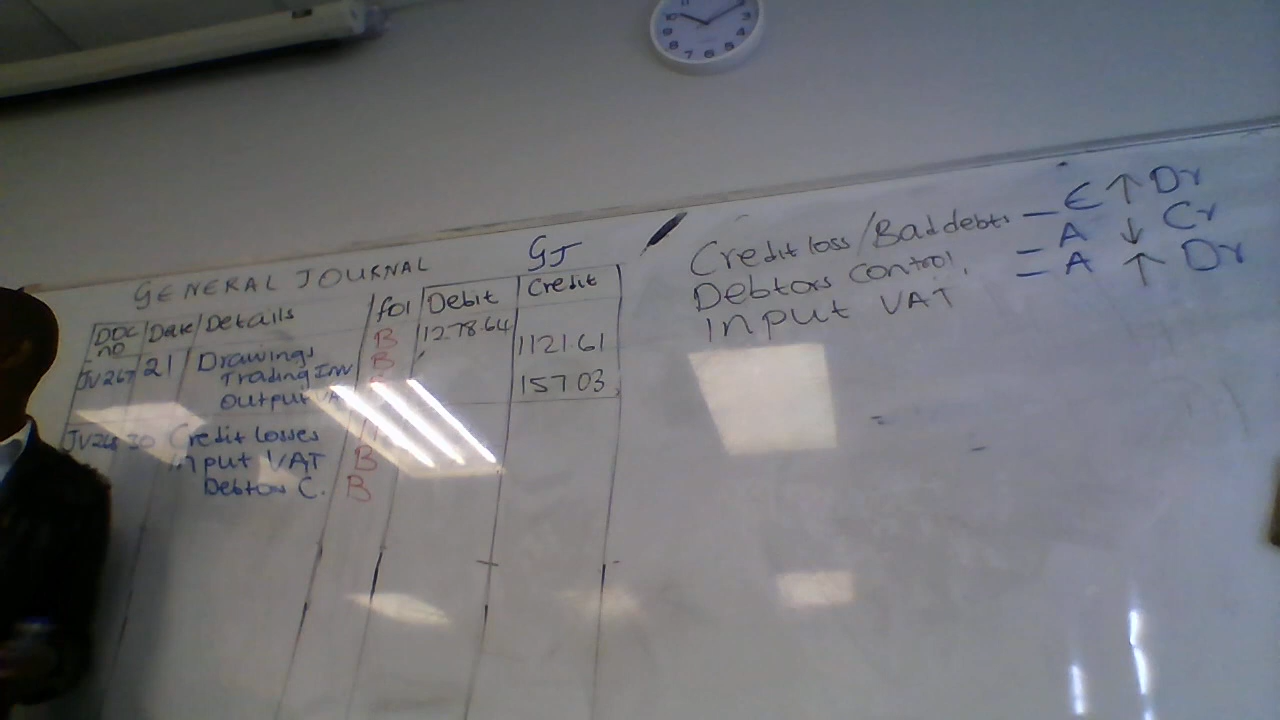 GENERAL JOURNAL GJ
DOC no Date Details fol Debit Credit
JV267 21 Drawings B 1278.64
Trading Inv B 1121.61
Output VA 157.03
30 Credit losses
Input VAT B
Debtors C. B
Credit loss/Bad debts – E ↑ Dr
Debtors Control. – A ↓ Cr
Input VAT – A ↑ Dr